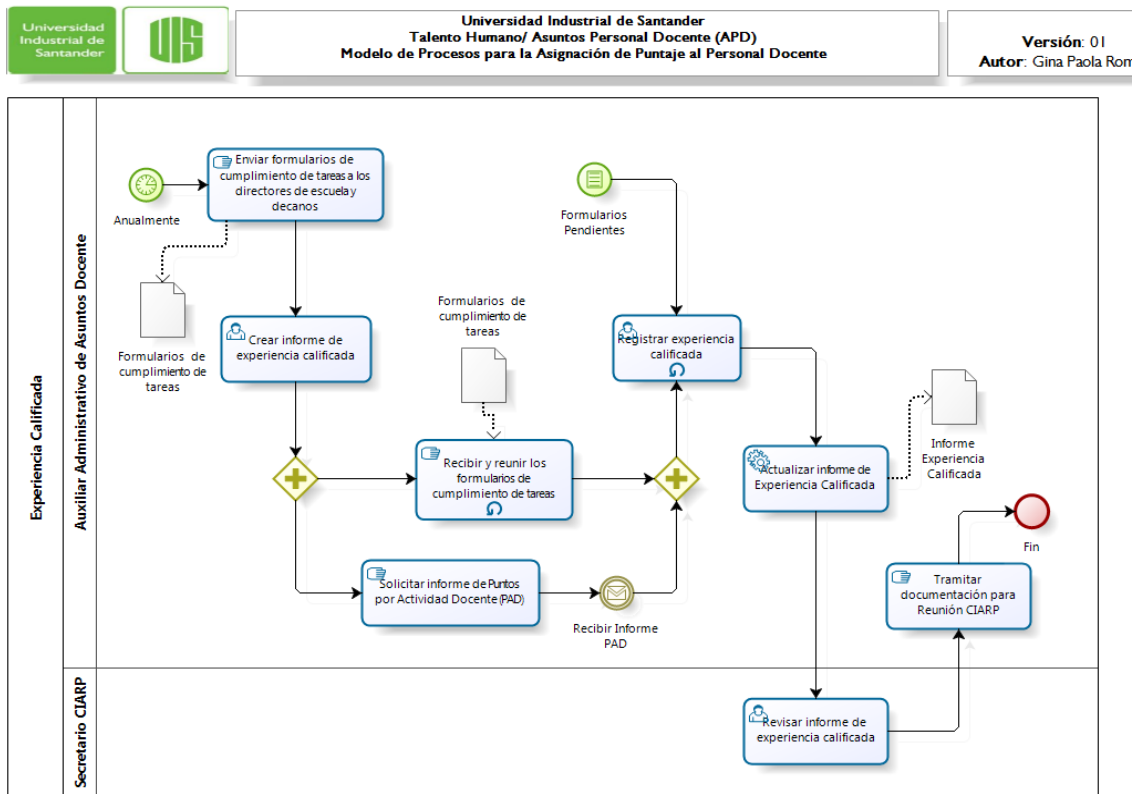 Universidad
Industrial de
Santander
UIS
Universidad Industrial de Santander
Talento Humano/ Asuntos Personal Docente (APD)
Modelo de Procesos para la Asignación de Puntaje al Personal Docente
Versión: 01
Autor: Gina Paola Rom
Experiencia Calificada
Auxiliar Administrativo de Asuntos Docente
Anualmente
Enviar formularios de
cumplimiento de tareas a los
directores de escuela y
decanos
Formularios de
cumplimiento de
tareas
Crear informe de
experiencia calificada
Formularios de
cumplimiento de
tareas
Recibir y reunir los
formularios de
cumplimiento de tareas
Solicitar informe de Puntos
por Actividad Docente (PAD)
Recibir Informe
PAD
Formularios
Pendientes
Registrar experiencia
calificada
Actualizar informe de
Experiencia Calificada
Informe
Experiencia
Calificada
Fin
Tramitar
documentación para
Reunión CIARP
Secretario CIARP
Revisar informe de
experiencia calificada